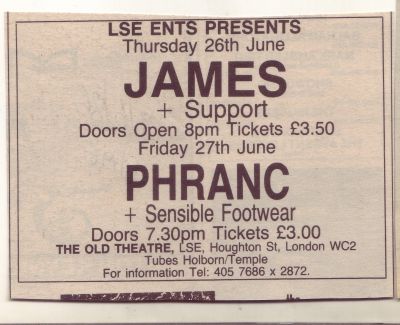 LSE ENTS PRESENTS
Thursday 26th June
JAMES
+ Support
Doors Open 8pm Tickets £3.50
Friday 27th June
PHRANC
+ Sensible Footwear
Doors 7.30pm Tickets £3.00
THE OLD THEATRE, LSE, Houghton St, London WC2
Tubes Holborn/Temple
For information Tel: 405 7686 x 2872.